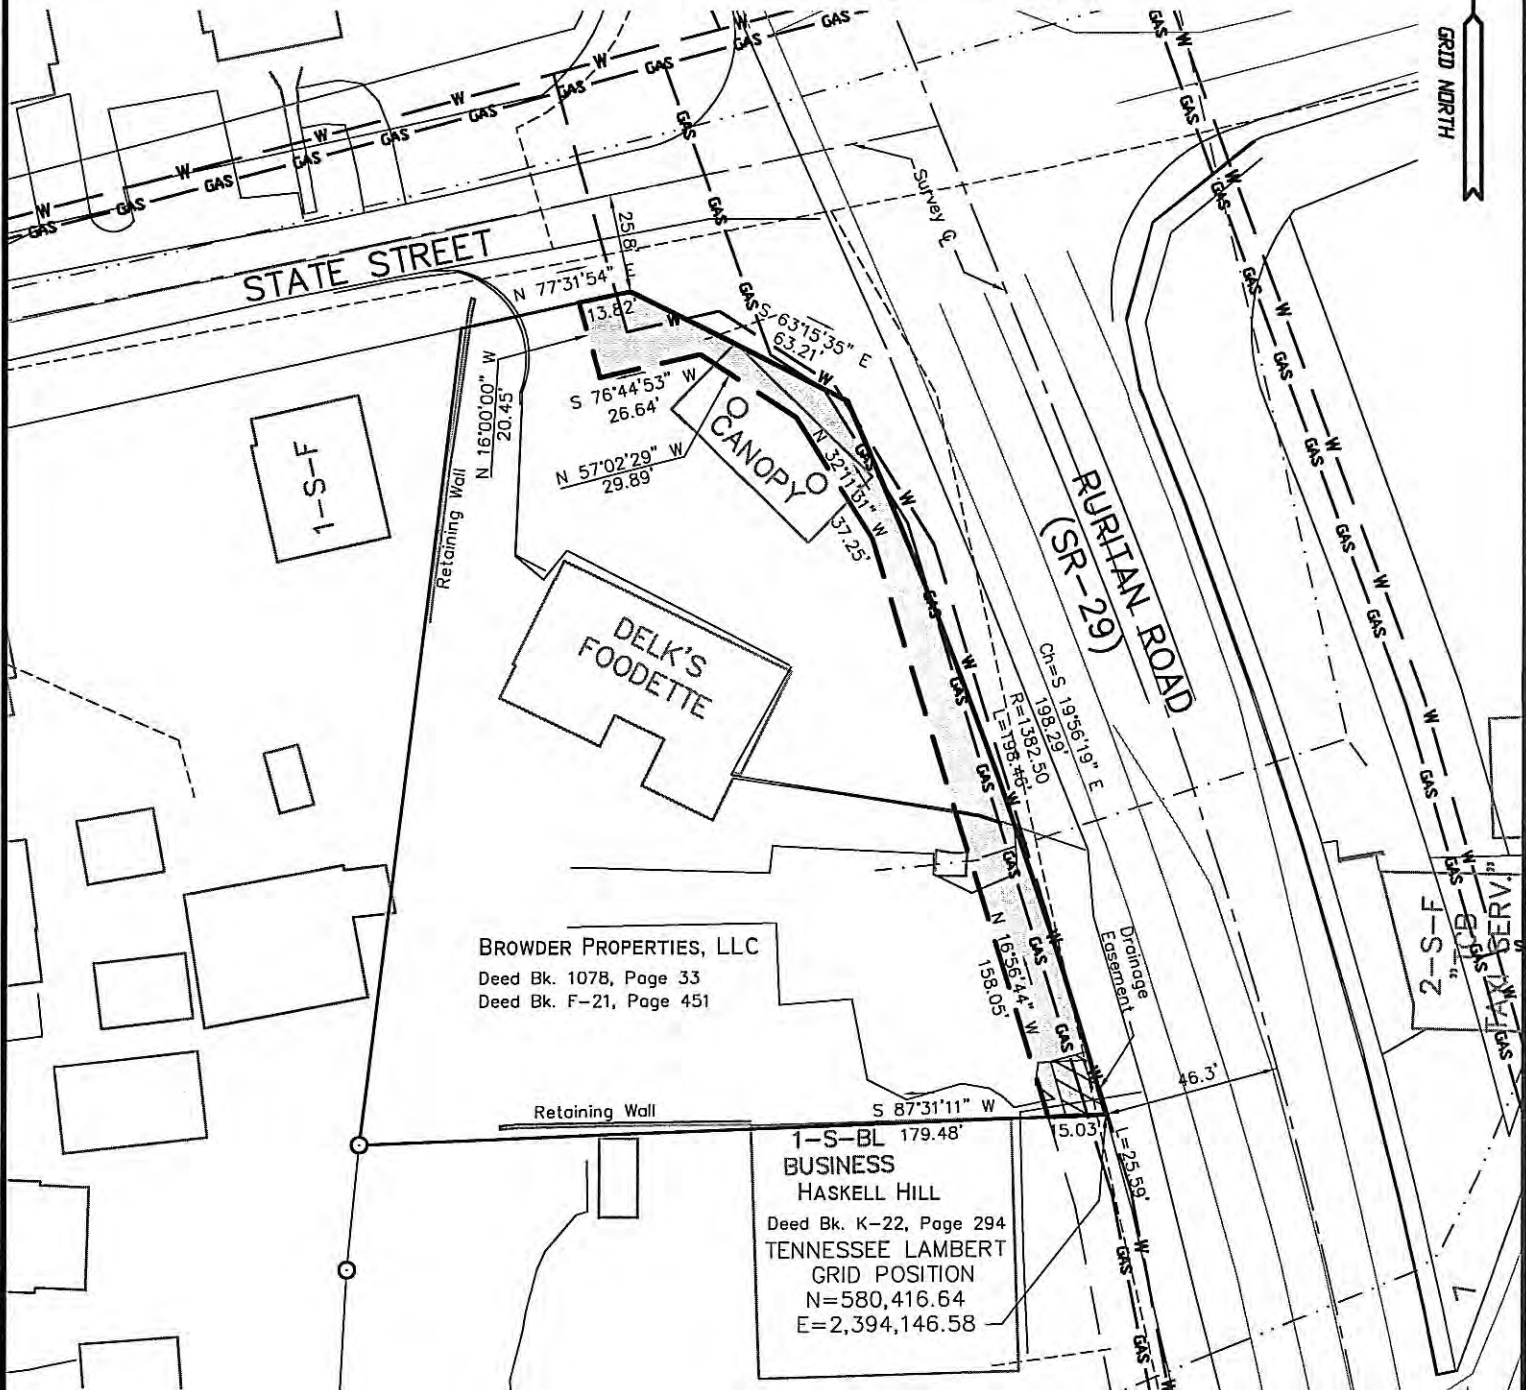 GRID NORTH
W
GAS
STATE STREET
Survey ℄
25.8'
N 77°31'54" E
13.82'
S 63°15'35" E
63.21'
S 76°44'53" W
26.64'
N 16°00'00" W
20.45'
N 57°02'29" W
29.89'
CANOPY
N 32°11'31" W
37.25'
1-S-F
Retaining Wall
RURITAN ROAD
(SR-29)
DELK'S
FOODETTE
Ch=S 19°56'19" E
198.29'
R=1382.50
L=198.46'
BROWDER PROPERTIES, LLC
Deed Bk. 1078, Page 33
Deed Bk. F-21, Page 451
N 16°56'44" W
158.05'
Drainage
Easement
2-S-F
"JCB
TAX SERV."
46.3'
Retaining Wall
S 87°31'11" W
179.48'
15.03'
L=25.59'
1-S-BL
BUSINESS
HASKELL HILL
Deed Bk. K-22, Page 294
TENNESSEE LAMBERT
GRID POSITION
N=580,416.64
E=2,394,146.58
7